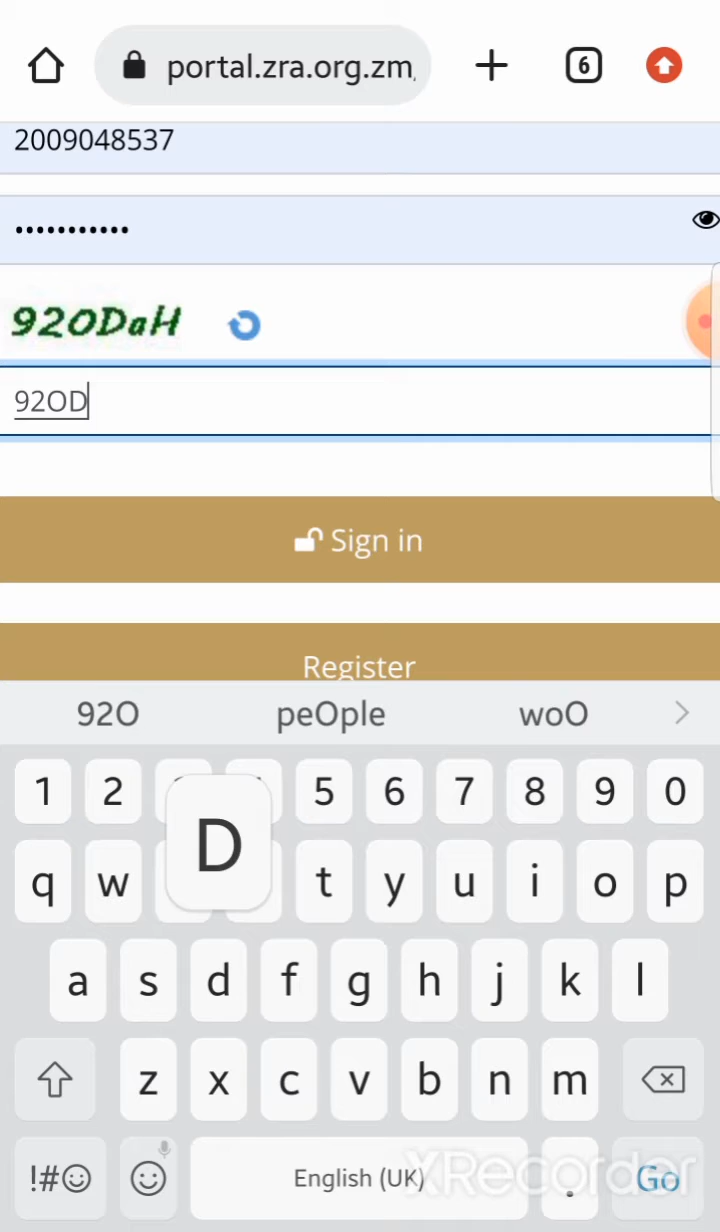 portal.zra.org.zm, 6
2009048537
•••••••••••
92ODaH
92OD
Sign in
Register
92O peOple woO
1 2 5 6 7 8 9 0
D
q w t y u i o p
a s d f g h j k l
z x c v b n m
!#☺ English (UK) . Go
XRecorder